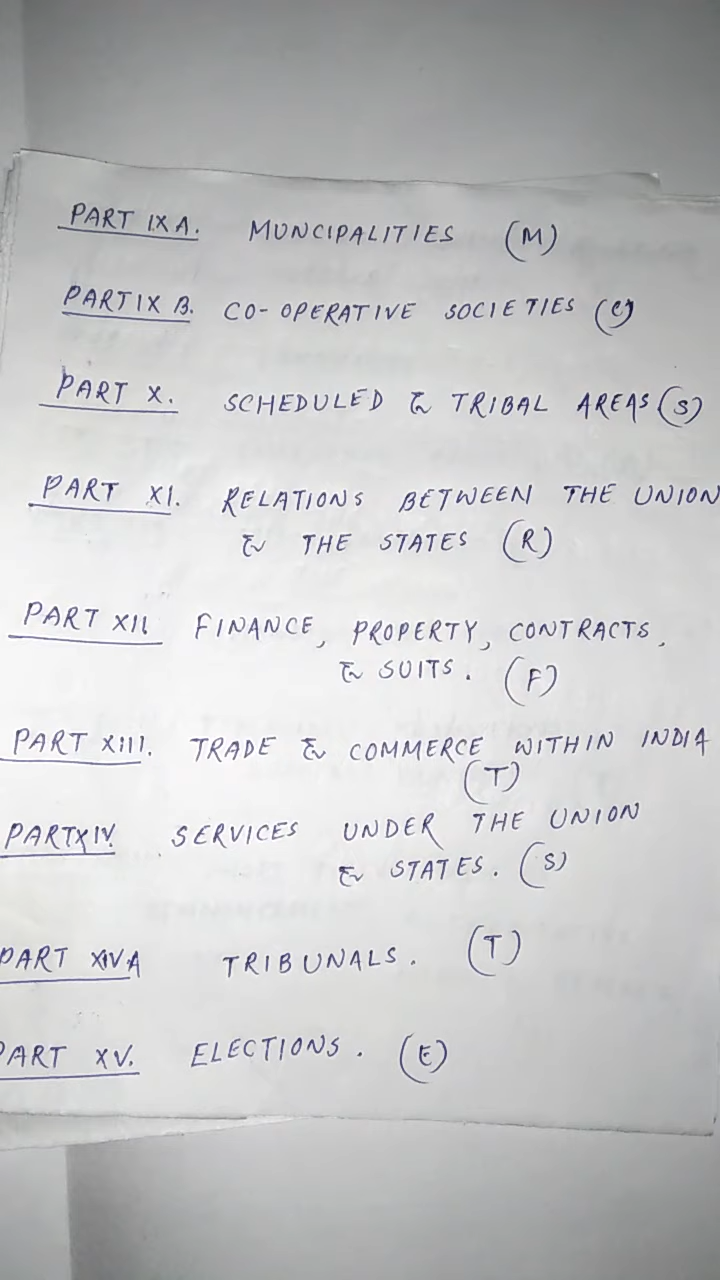 PART IX A. MUNCIPALITIES (M)
PART IX B. CO-OPERATIVE SOCIETIES (C)
PART X. SCHEDULED & TRIBAL AREAS (S)
PART XI. RELATIONS BETWEEN THE UNION
& THE STATES (R)
PART XII FINANCE, PROPERTY, CONTRACTS,
& SUITS. (F)
PART XIII. TRADE & COMMERCE WITHIN INDIA
(T)
PART XIV. SERVICES UNDER THE UNION
& STATES. (S)
PART XIVA TRIBUNALS. (T)
PART XV. ELECTIONS. (E)